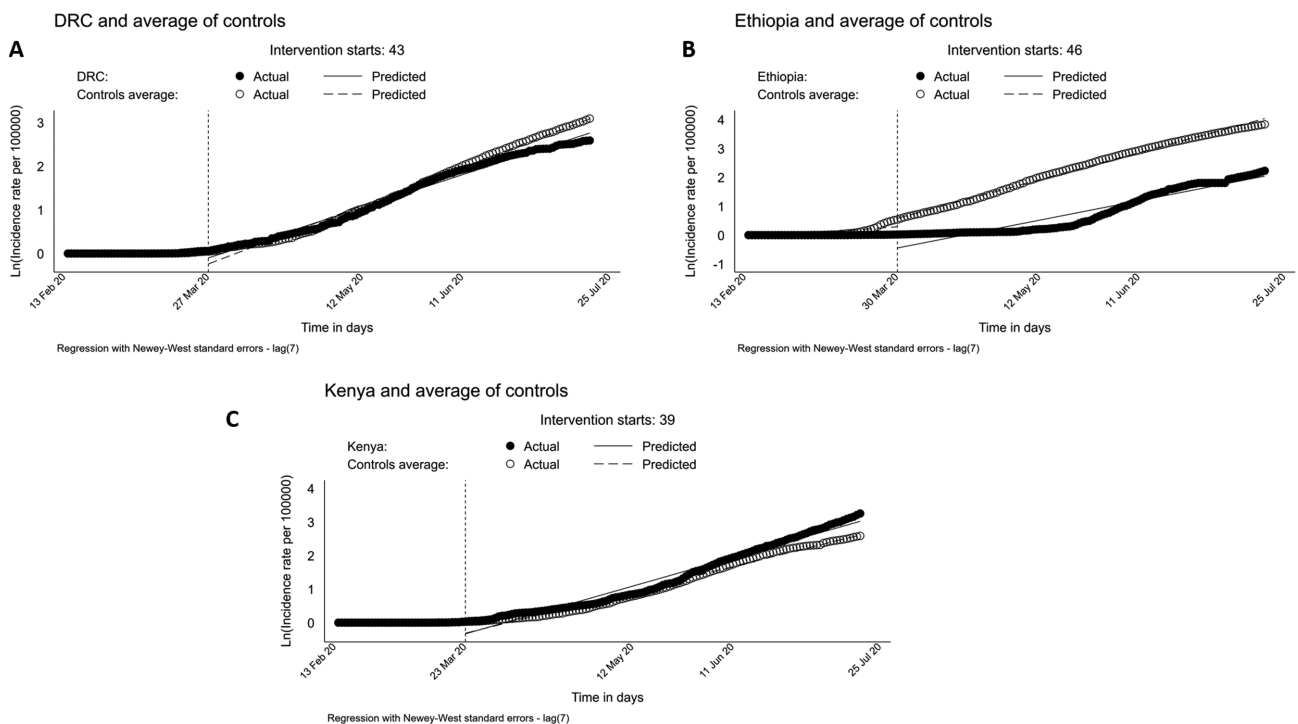 DRC and average of controls
A
Intervention starts: 43
DRC: Actual Predicted
Controls average: Actual Predicted
Ln(Incidence rate per 100000)
3
2
1
0
13 Feb 20
27 Mar 20
12 May 20
11 Jun 20
25 Jul 20
Time in days
Regression with Newey-West standard errors - lag(7)
Ethiopia and average of controls
B
Intervention starts: 46
Ethiopia: Actual Predicted
Controls average: Actual Predicted
Ln(Incidence rate per 100000)
4
3
2
1
0
-1
13 Feb 20
30 Mar 20
12 May 20
11 Jun 20
25 Jul 20
Time in days
Regression with Newey-West standard errors - lag(7)
Kenya and average of controls
C
Intervention starts: 39
Kenya: Actual Predicted
Controls average: Actual Predicted
Ln(Incidence rate per 100000)
4
3
2
1
0
13 Feb 20
23 Mar 20
12 May 20
11 Jun 20
25 Jul 20
Time in days
Regression with Newey-West standard errors - lag(7)